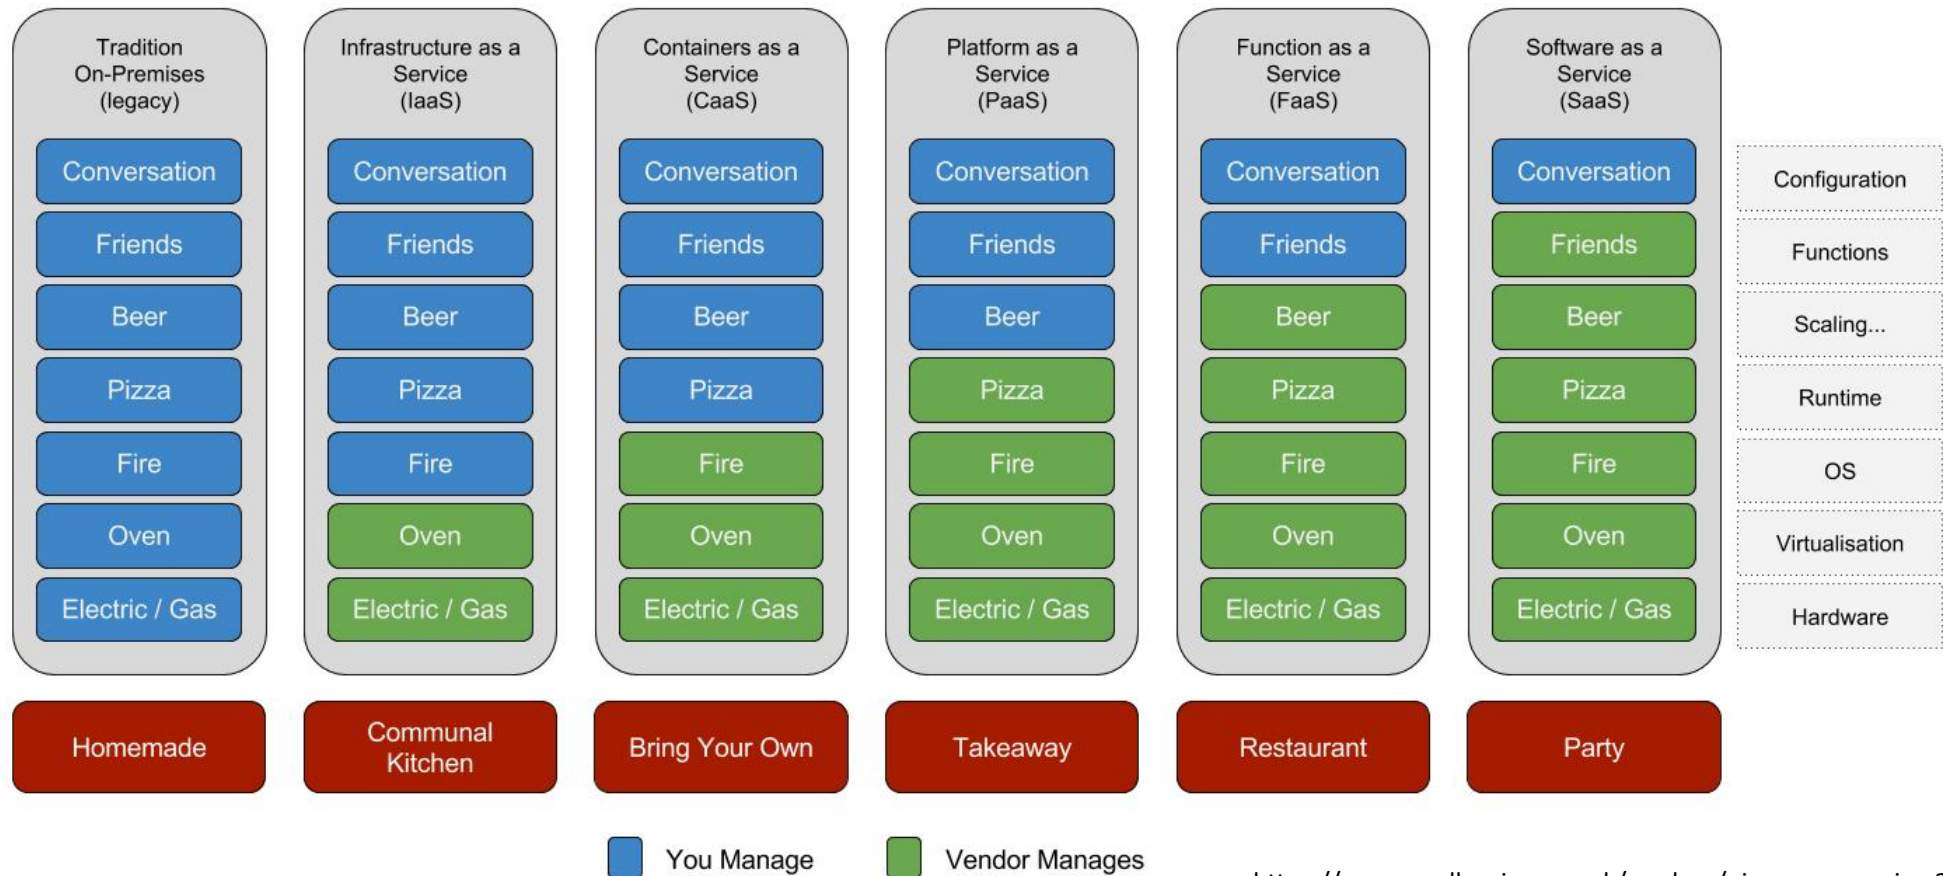 Tradition
On-Premises
(legacy)
Conversation
Friends
Beer
Pizza
Fire
Oven
Electric / Gas
Homemade
Infrastructure as a
Service
(IaaS)
Conversation
Friends
Beer
Pizza
Fire
Oven
Electric / Gas
Communal
Kitchen
Containers as a
Service
(CaaS)
Conversation
Friends
Beer
Pizza
Fire
Oven
Electric / Gas
Bring Your Own
Platform as a
Service
(PaaS)
Conversation
Friends
Beer
Pizza
Fire
Oven
Electric / Gas
Takeaway
Function as a
Service
(FaaS)
Conversation
Friends
Beer
Pizza
Fire
Oven
Electric / Gas
Restaurant
Software as a
Service
(SaaS)
Conversation
Friends
Beer
Pizza
Fire
Oven
Electric / Gas
Party
Configuration
Functions
Scaling...
Runtime
OS
Virtualisation
Hardware
You Manage
Vendor Manages